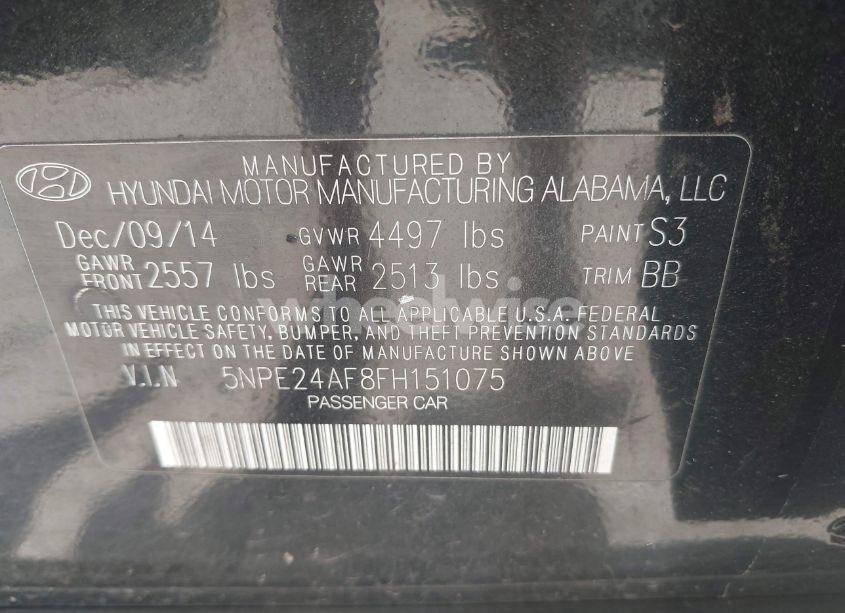 MANUFACTURED BY
HYUNDAI MOTOR MANUFACTURING ALABAMA, LLC
Dec/09/14 GVWR 4497 lbs PAINT S3
GAWR FRONT 2557 lbs GAWR REAR 2513 lbs TRIM BB
THIS VEHICLE CONFORMS TO ALL APPLICABLE U.S.A. FEDERAL
MOTOR VEHICLE SAFETY, BUMPER, AND THEFT PREVENTION STANDARDS
IN EFFECT ON THE DATE OF MANUFACTURE SHOWN ABOVE
V.I.N 5NPE24AF8FH151075
PASSENGER CAR
wheelwise